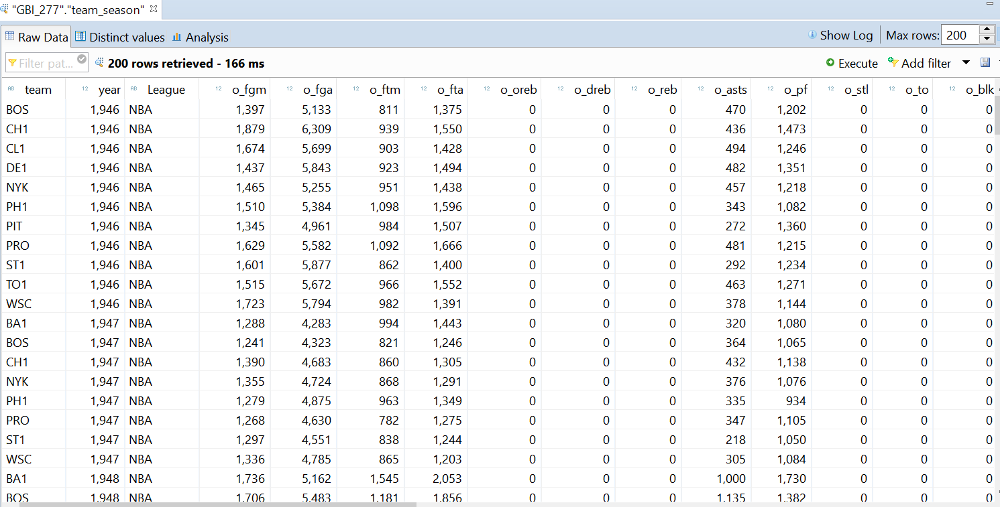 "GBI_277"."team_season"
Raw Data Distinct values Analysis Show Log Max rows: 200
Filter pat... 200 rows retrieved - 166 ms Execute Add filter
AB team 12 year AB League 12 o_fgm 12 o_fga 12 o_ftm 12 o_fta 12 o_oreb 12 o_dreb 12 o_reb 12 o_asts 12 o_pf 12 o_stl 12 o_to 12 o_blk
BOS 1,946 NBA 1,397 5,133 811 1,375 0 0 0 470 1,202 0 0 0
CH1 1,946 NBA 1,879 6,309 939 1,550 0 0 0 436 1,473 0 0 0
CL1 1,946 NBA 1,674 5,699 903 1,428 0 0 0 494 1,246 0 0 0
DE1 1,946 NBA 1,437 5,843 923 1,494 0 0 0 482 1,351 0 0 0
NYK 1,946 NBA 1,465 5,255 951 1,438 0 0 0 457 1,218 0 0 0
PH1 1,946 NBA 1,510 5,384 1,098 1,596 0 0 0 343 1,082 0 0 0
PIT 1,946 NBA 1,345 4,961 984 1,507 0 0 0 272 1,360 0 0 0
PRO 1,946 NBA 1,629 5,582 1,092 1,666 0 0 0 481 1,215 0 0 0
ST1 1,946 NBA 1,601 5,877 862 1,400 0 0 0 292 1,234 0 0 0
TO1 1,946 NBA 1,515 5,672 966 1,552 0 0 0 463 1,271 0 0 0
WSC 1,946 NBA 1,723 5,794 982 1,391 0 0 0 378 1,144 0 0 0
BA1 1,947 NBA 1,288 4,283 994 1,443 0 0 0 320 1,080 0 0 0
BOS 1,947 NBA 1,241 4,323 821 1,246 0 0 0 364 1,065 0 0 0
CH1 1,947 NBA 1,390 4,683 860 1,305 0 0 0 432 1,138 0 0 0
NYK 1,947 NBA 1,355 4,724 868 1,291 0 0 0 376 1,076 0 0 0
PH1 1,947 NBA 1,279 4,875 963 1,349 0 0 0 335 934 0 0 0
PRO 1,947 NBA 1,268 4,630 782 1,275 0 0 0 347 1,105 0 0 0
ST1 1,947 NBA 1,297 4,551 838 1,244 0 0 0 218 1,050 0 0 0
WSC 1,947 NBA 1,336 4,785 865 1,203 0 0 0 305 1,084 0 0 0
BA1 1,948 NBA 1,736 5,162 1,545 2,053 0 0 0 1,000 1,730 0 0 0
BOS 1,948 NBA 1,706 5,483 1,181 1,856 0 0 0 1,135 1,382 0 0 0